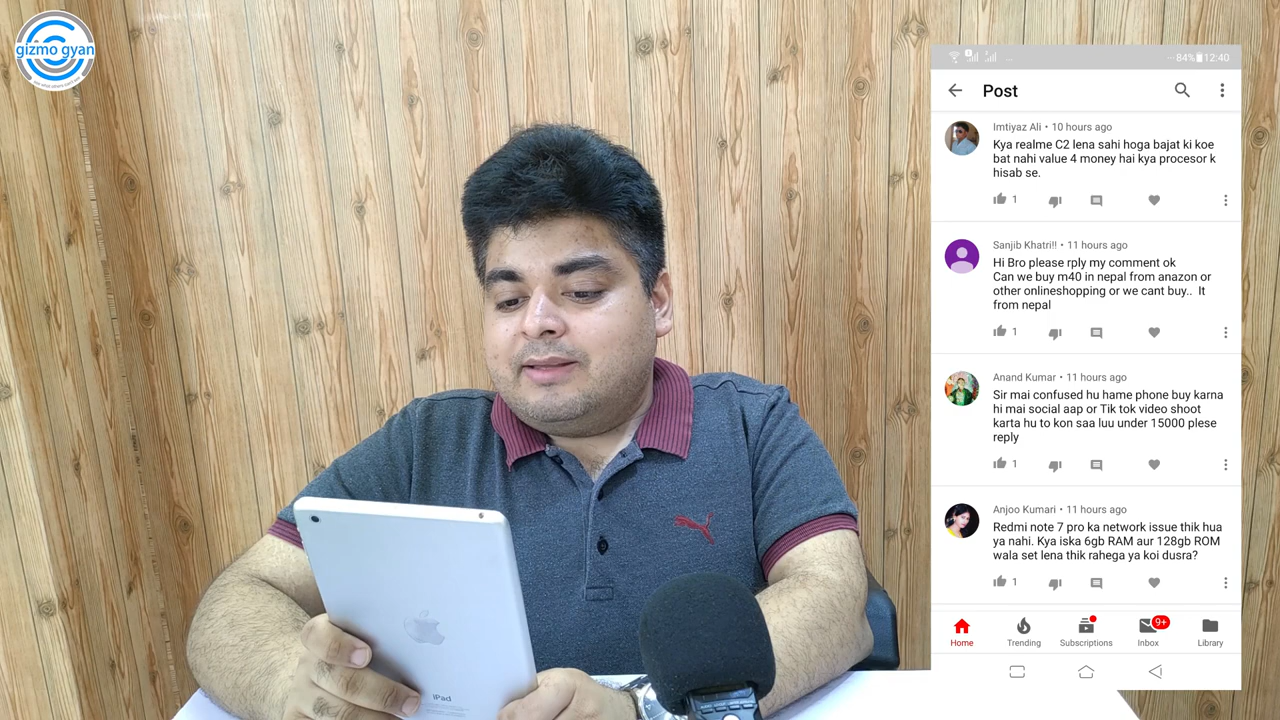 gizmo gyan
84% 12:40
Post
Imtiyaz Ali • 10 hours ago
Kya realme C2 lena sahi hoga bajat ki koe
bat nahi value 4 money hai kya procesor k
hisab se.
1
Sanjib Khatri!! • 11 hours ago
Hi Bro please rply my comment ok
Can we buy m40 in nepal from amazon or
other onlineshopping or we cant buy.. It
from nepal
1
Anand Kumar • 11 hours ago
Sir mai confused hu hame phone buy karna
hi mai social aap or Tik tok video shoot
karta hu to kon saa luu under 15000 plese
reply
1
Anjoo Kumari • 11 hours ago
Redmi note 7 pro ka network issue thik hua
ya nahi. Kya iska 6gb RAM aur 128gb ROM
wala set lena thik rahega ya koi dusra?
1
9+
Home Trending Subscriptions Inbox Library
iPad